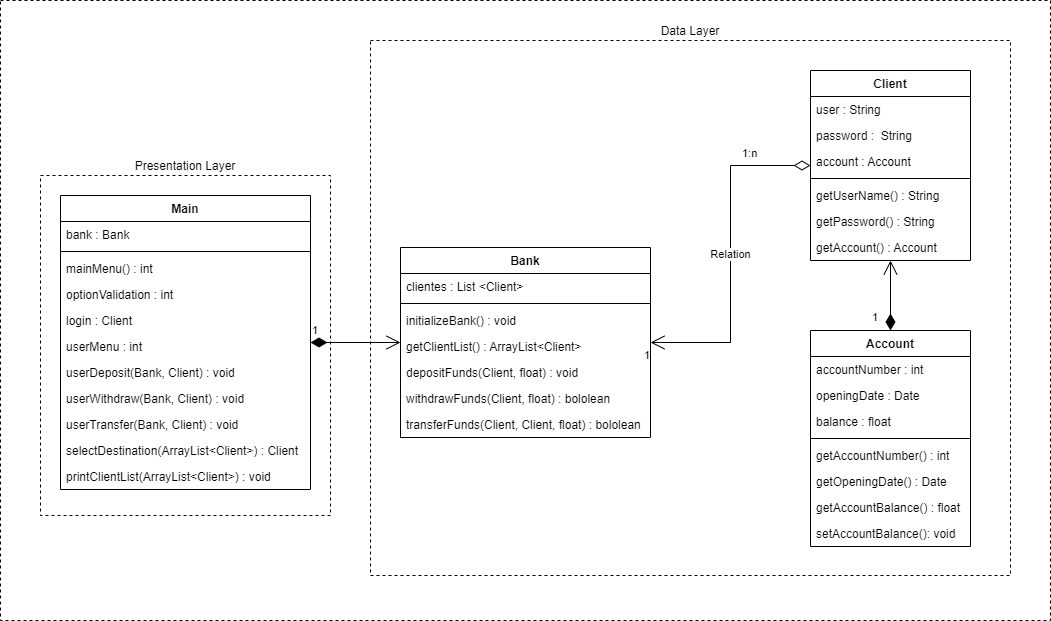 Data Layer
Presentation Layer
Main
bank : Bank
mainMenu() : int
optionValidation : int
login : Client
userMenu : int
userDeposit(Bank, Client) : void
userWithdraw(Bank, Client) : void
userTransfer(Bank, Client) : void
selectDestination(ArrayList<Client>) : Client
printClientList(ArrayList<Client>) : void
1
Bank
clientes : List <Client>
initializeBank() : void
getClientList() : ArrayList<Client>
depositFunds(Client, float) : void
withdrawFunds(Client, float) : bololean
transferFunds(Client, Client, float) : bololean
1
Relation
1:n
Client
user : String
password :  String
account : Account
getUserName() : String
getPassword() : String
getAccount() : Account
1
Account
accountNumber : int
openingDate : Date
balance : float
getAccountNumber() : int
getOpeningDate() : Date
getAccountBalance() : float
setAccountBalance(): void